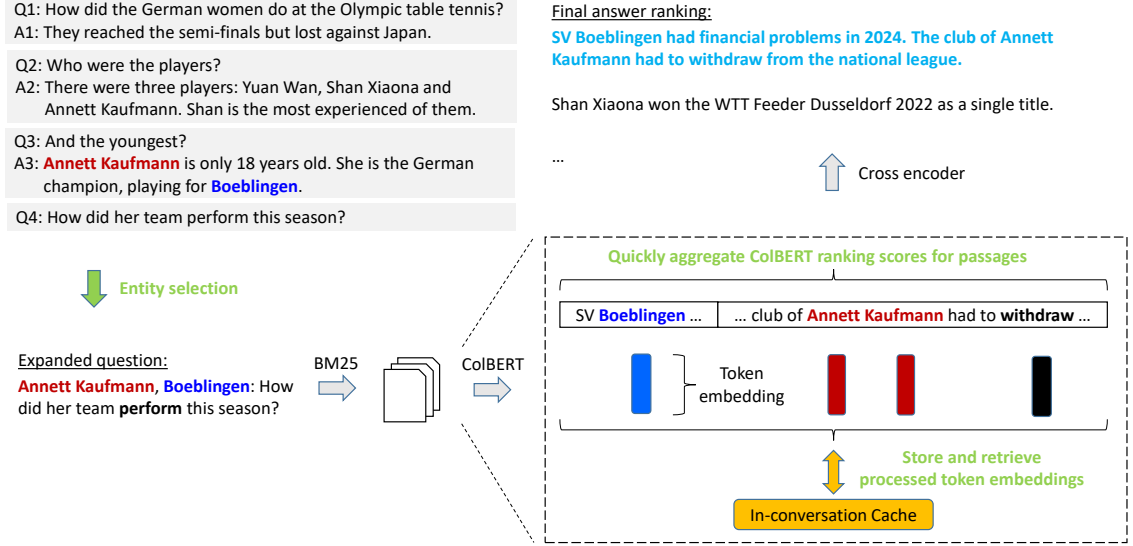 Q1: How did the German women do at the Olympic table tennis?
A1: They reached the semi-finals but lost against Japan.
Q2: Who were the players?
A2: There were three players: Yuan Wan, Shan Xiaona and
Annett Kaufmann. Shan is the most experienced of them.
Q3: And the youngest?
A3: Annett Kaufmann is only 18 years old. She is the German
champion, playing for Boeblingen.
Q4: How did her team perform this season?
Entity selection
Expanded question:
Annett Kaufmann, Boeblingen: How
did her team perform this season?
BM25
ColBERT
Final answer ranking:
SV Boeblingen had financial problems in 2024. The club of Annett
Kaufmann had to withdraw from the national league.
Shan Xiaona won the WTT Feeder Dusseldorf 2022 as a single title.
...
Cross encoder
Quickly aggregate ColBERT ranking scores for passages
SV Boeblingen ...
... club of Annett Kaufmann had to withdraw ...
Token
embedding
Store and retrieve
processed token embeddings
In-conversation Cache